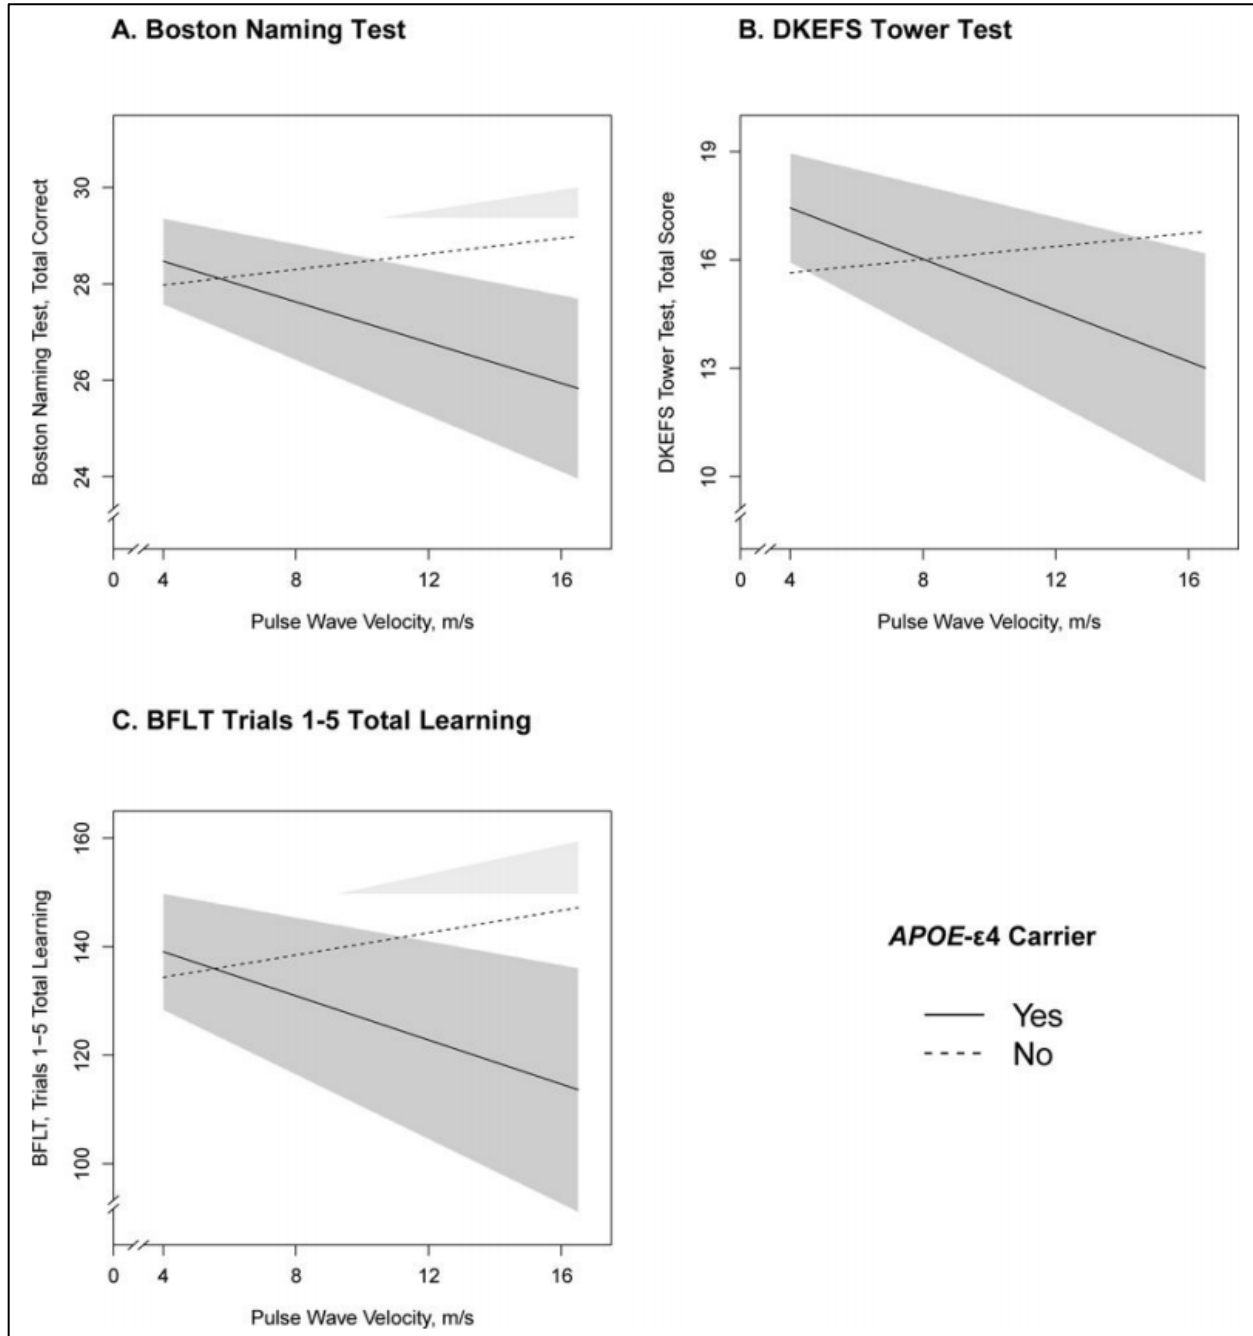 A. Boston Naming Test
Boston Naming Test, Total Correct
30
28
26
24
0 4 8 12 16
Pulse Wave Velocity, m/s
B. DKEFS Tower Test
DKEFS Tower Test, Total Score
19
16
13
10
0 4 8 12 16
Pulse Wave Velocity, m/s
C. BFLT Trials 1-5 Total Learning
BFLT, Trials 1−5 Total Learning
160
140
120
100
0 4 8 12 16
Pulse Wave Velocity, m/s
APOE-ε4 Carrier
Yes
No